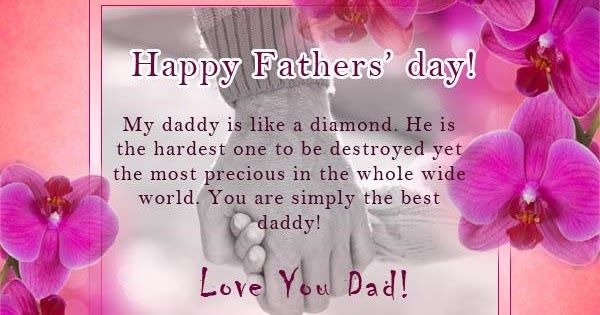 Happy Fathers’ day!
My daddy is like a diamond. He is
the hardest one to be destroyed yet
the most precious in the whole wide
world. You are simply the best
daddy!
Love You Dad!